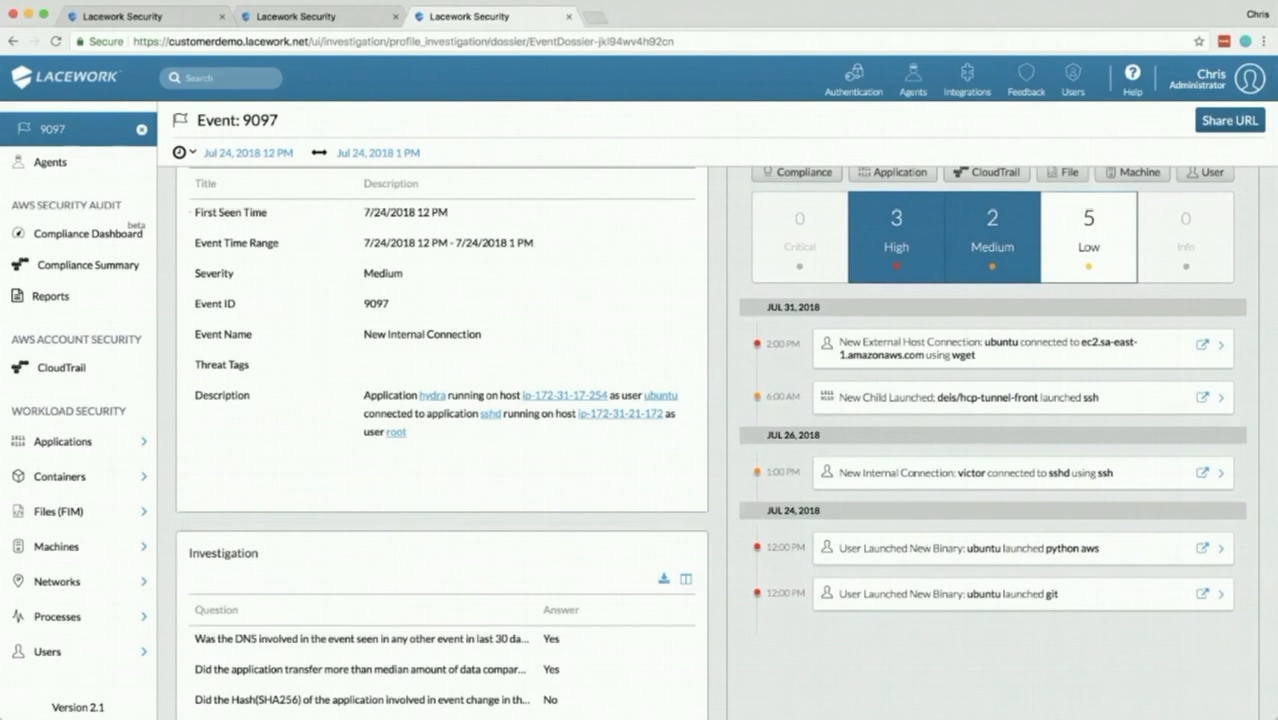 Lacework Security
Lacework Security
Lacework Security
Chris
Secure
https://customerdemo.lacework.net/ui/investigation/profile_investigation/dossier/EventDossier-jkl94wv4h92cn
LACEWORK
Search
Authentication
Agents
Integrations
Feedback
Users
Help
Chris
Administrator
9097
Event: 9097
Share URL
Jul 24, 2018 12 PM
Jul 24, 2018 1 PM
Agents
AWS SECURITY AUDIT
Compliance Dashboard beta
Compliance Summary
Reports
AWS ACCOUNT SECURITY
CloudTrail
WORKLOAD SECURITY
Applications
Containers
Files (FIM)
Machines
Networks
Processes
Users
Version 2.1
Title Description
First Seen Time 7/24/2018 12 PM
Event Time Range 7/24/2018 12 PM - 7/24/2018 1 PM
Severity Medium
Event ID 9097
Event Name New Internal Connection
Threat Tags
Description Application hydra running on host ip-172-31-17-254 as user ubuntu
connected to application sshd running on host ip-172-31-21-172 as
user root
Investigation
Question Answer
Was the DNS involved in the event seen in any other event in last 30 da... Yes
Did the application transfer more than median amount of data compar... Yes
Did the Hash(SHA256) of the application involved in event change in th... No
Compliance Application CloudTrail File Machine User
0 3 2 5 0
Critical High Medium Low Info
JUL 31, 2018
2:00 PM New External Host Connection: ubuntu connected to ec2.sa-east-
1.amazonaws.com using wget
6:00 AM New Child Launched: deis/hcp-tunnel-front launched ssh
JUL 26, 2018
1:00 PM New Internal Connection: victor connected to sshd using ssh
JUL 24, 2018
12:00 PM User Launched New Binary: ubuntu launched python aws
12:00 PM User Launched New Binary: ubuntu launched git